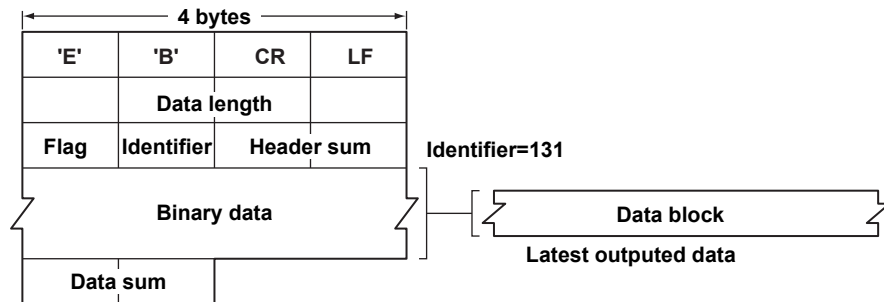 4 bytes
'E' 'B' CR LF
Data length
Flag Identifier Header sum
Identifier=131
Binary data
Data block
Latest outputed data
Data sum